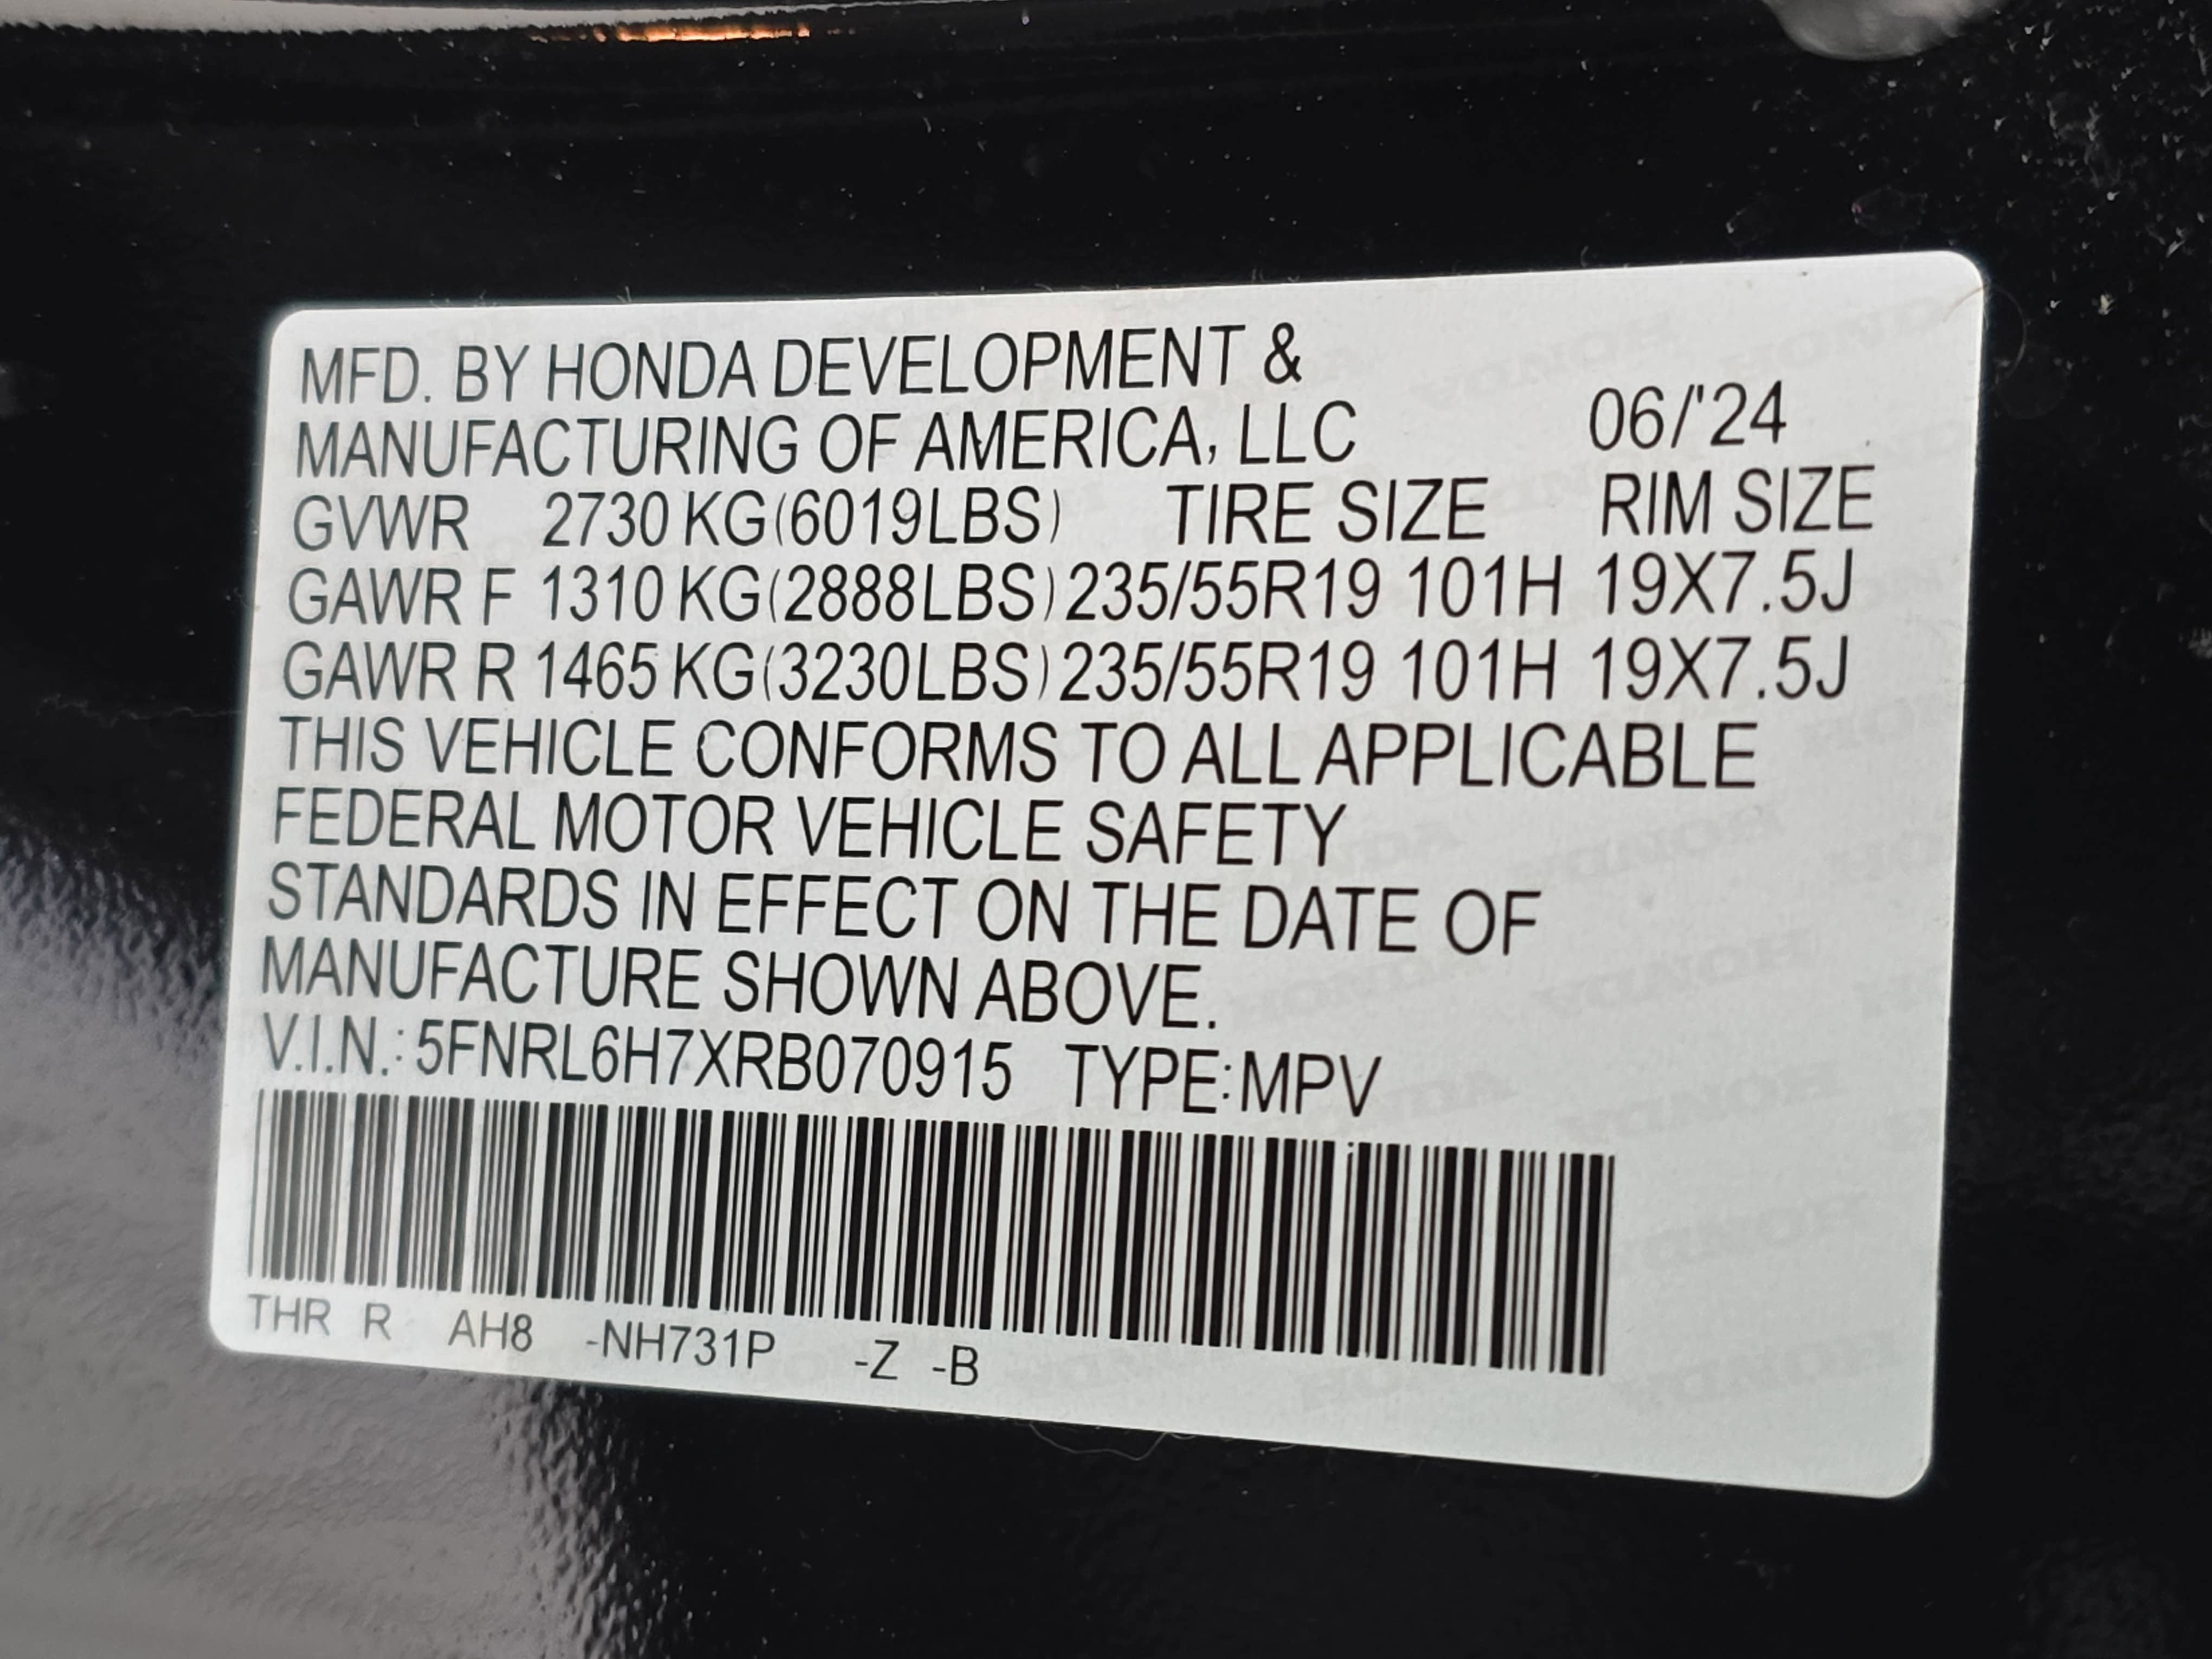 MFD. BY HONDA DEVELOPMENT &
MANUFACTURING OF AMERICA, LLC 06/'24
GVWR 2730 KG(6019LBS) TIRE SIZE RIM SIZE
GAWR F 1310 KG(2888LBS) 235/55R19 101H 19X7.5J
GAWR R 1465 KG(3230LBS) 235/55R19 101H 19X7.5J
THIS VEHICLE CONFORMS TO ALL APPLICABLE
FEDERAL MOTOR VEHICLE SAFETY
STANDARDS IN EFFECT ON THE DATE OF
MANUFACTURE SHOWN ABOVE.
V.I.N.: 5FNRL6H7XRB070915 TYPE:MPV
THR R AH8 -NH731P -Z -B